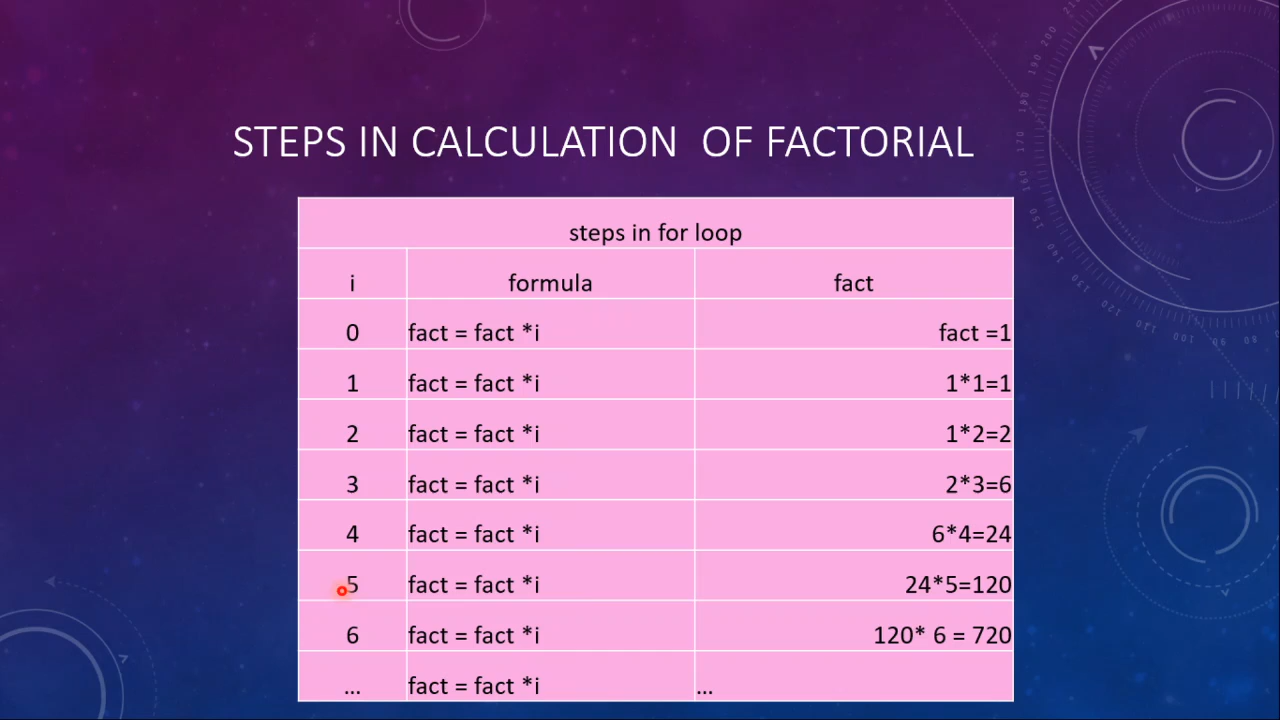 STEPS IN CALCULATION OF FACTORIAL
steps in for loop
i formula fact
0 fact = fact *i fact =1
1 fact = fact *i 1*1=1
2 fact = fact *i 1*2=2
3 fact = fact *i 2*3=6
4 fact = fact *i 6*4=24
5 fact = fact *i 24*5=120
6 fact = fact *i 120* 6 = 720
... fact = fact *i ...